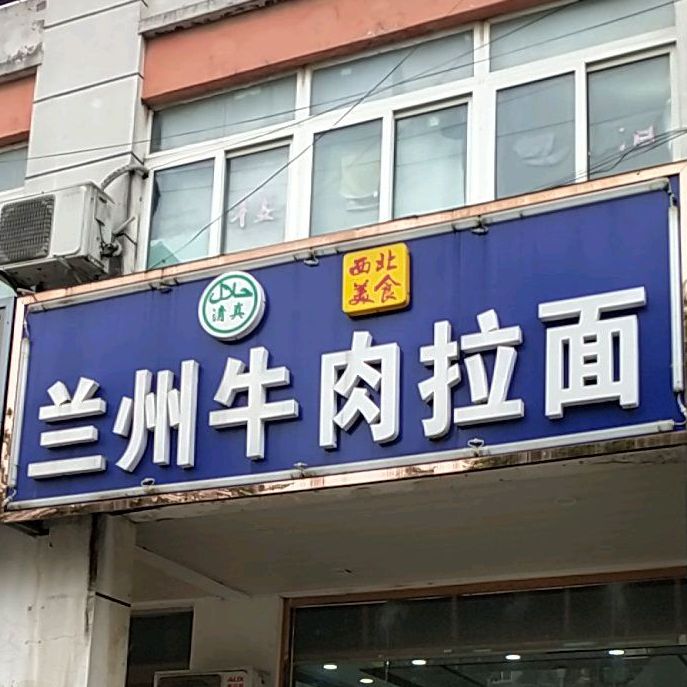 حلال
清真
西北
美食
兰州牛肉拉面